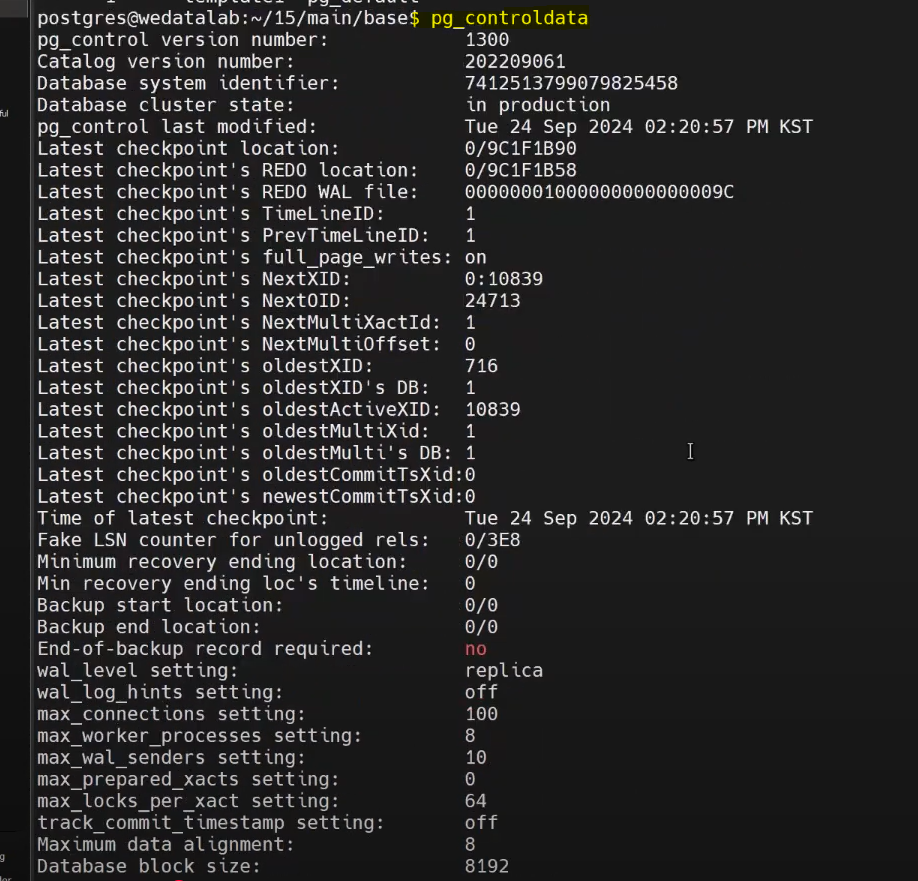 postgres@wedatalab:~/15/main/base$ pg_controldata
pg_control version number: 1300
Catalog version number: 202209061
Database system identifier: 7412513799079825458
Database cluster state: in production
pg_control last modified: Tue 24 Sep 2024 02:20:57 PM KST
Latest checkpoint location: 0/9C1F1B90
Latest checkpoint's REDO location: 0/9C1F1B58
Latest checkpoint's REDO WAL file: 00000001000000000000009C
Latest checkpoint's TimeLineID: 1
Latest checkpoint's PrevTimeLineID: 1
Latest checkpoint's full_page_writes: on
Latest checkpoint's NextXID: 0:10839
Latest checkpoint's NextOID: 24713
Latest checkpoint's NextMultiXactId: 1
Latest checkpoint's NextMultiOffset: 0
Latest checkpoint's oldestXID: 716
Latest checkpoint's oldestXID's DB: 1
Latest checkpoint's oldestActiveXID: 10839
Latest checkpoint's oldestMultiXid: 1
Latest checkpoint's oldestMulti's DB: 1
Latest checkpoint's oldestCommitTsXid:0
Latest checkpoint's newestCommitTsXid:0
Time of latest checkpoint: Tue 24 Sep 2024 02:20:57 PM KST
Fake LSN counter for unlogged rels: 0/3E8
Minimum recovery ending location: 0/0
Min recovery ending loc's timeline: 0
Backup start location: 0/0
Backup end location: 0/0
End-of-backup record required: no
wal_level setting: replica
wal_log_hints setting: off
max_connections setting: 100
max_worker_processes setting: 8
max_wal_senders setting: 10
max_prepared_xacts setting: 0
max_locks_per_xact setting: 64
track_commit_timestamp setting: off
Maximum data alignment: 8
Database block size: 8192